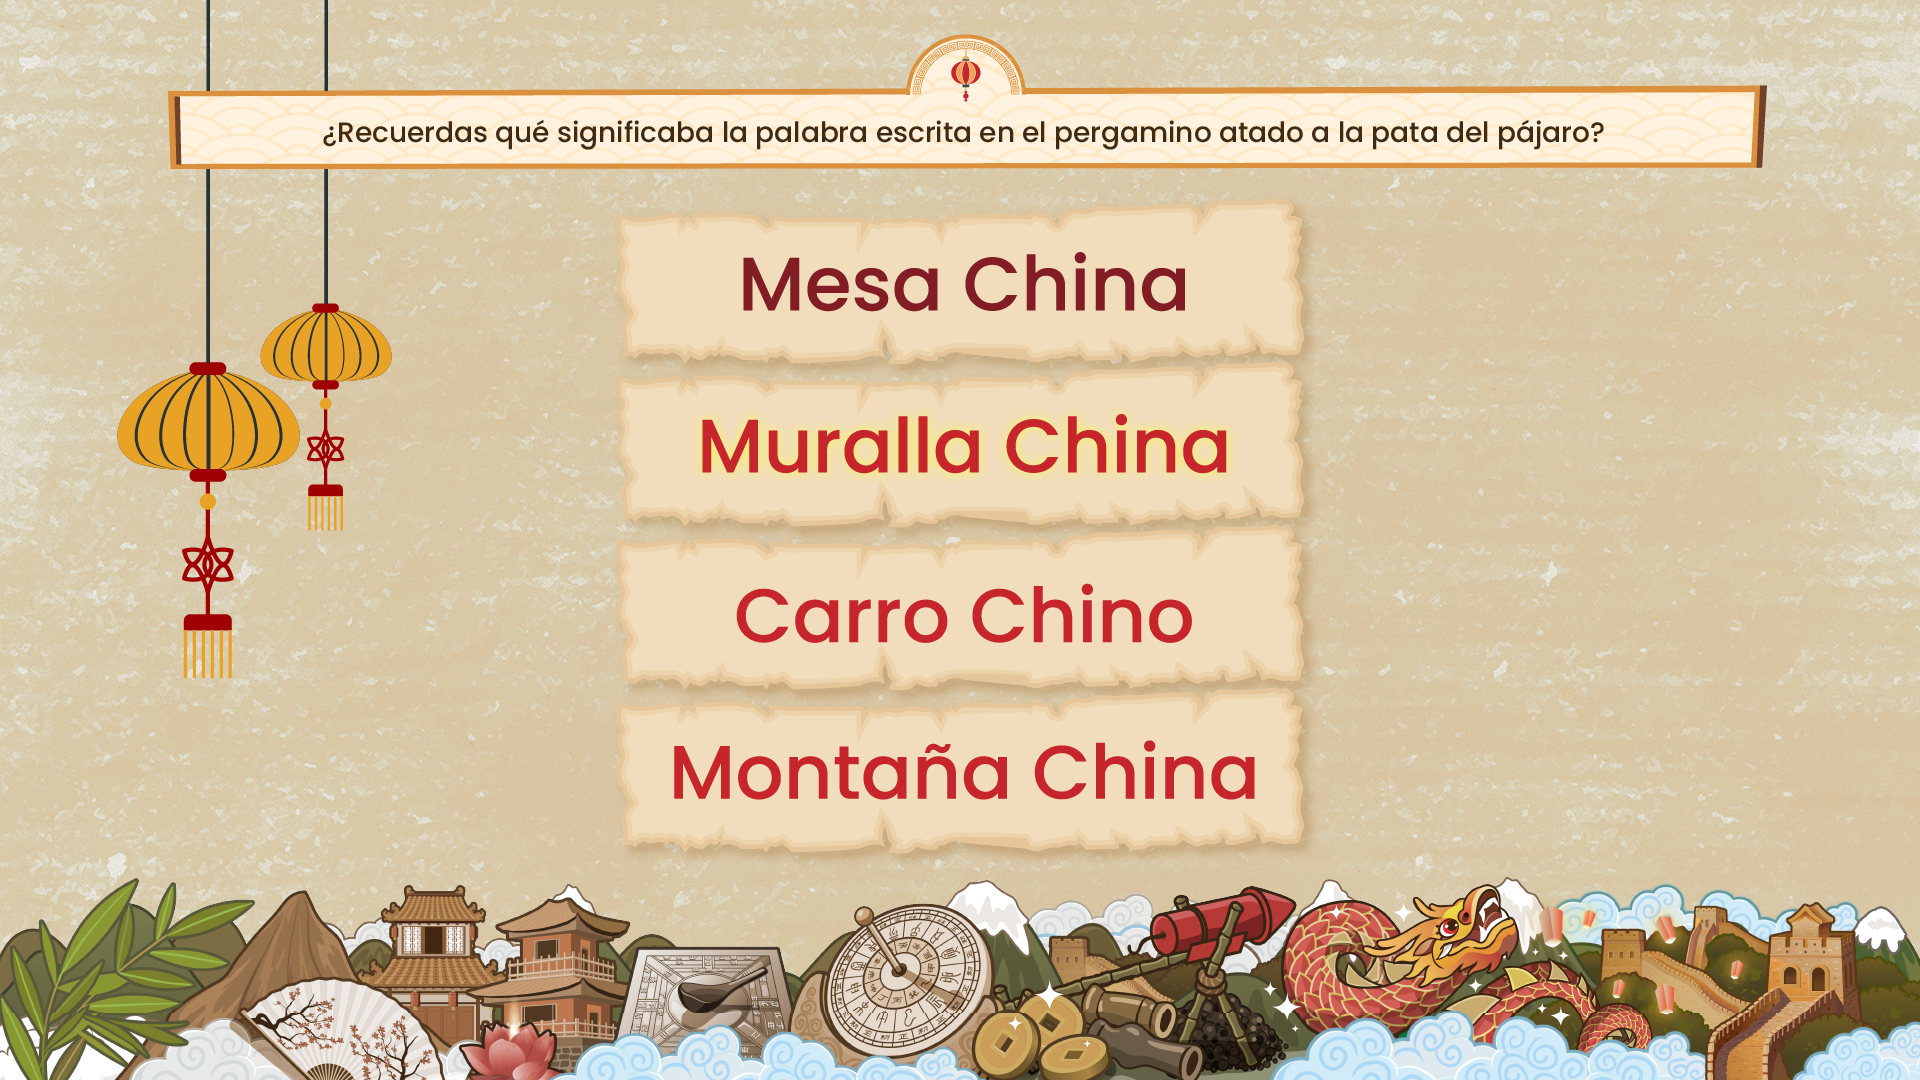 ¿Recuerdas qué significaba la palabra escrita en el pergamino atado a la pata del pájaro?
Mesa China
Muralla China
Carro Chino
Montaña China